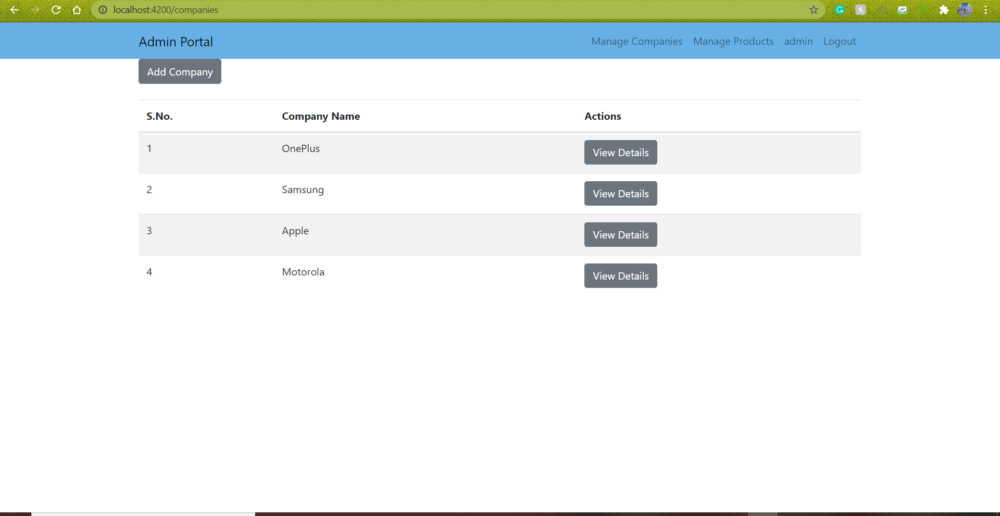 localhost:4200/companies
Admin Portal Manage Companies Manage Products admin Logout
Add Company
S.No. Company Name Actions
1 OnePlus View Details
2 Samsung View Details
3 Apple View Details
4 Motorola View Details